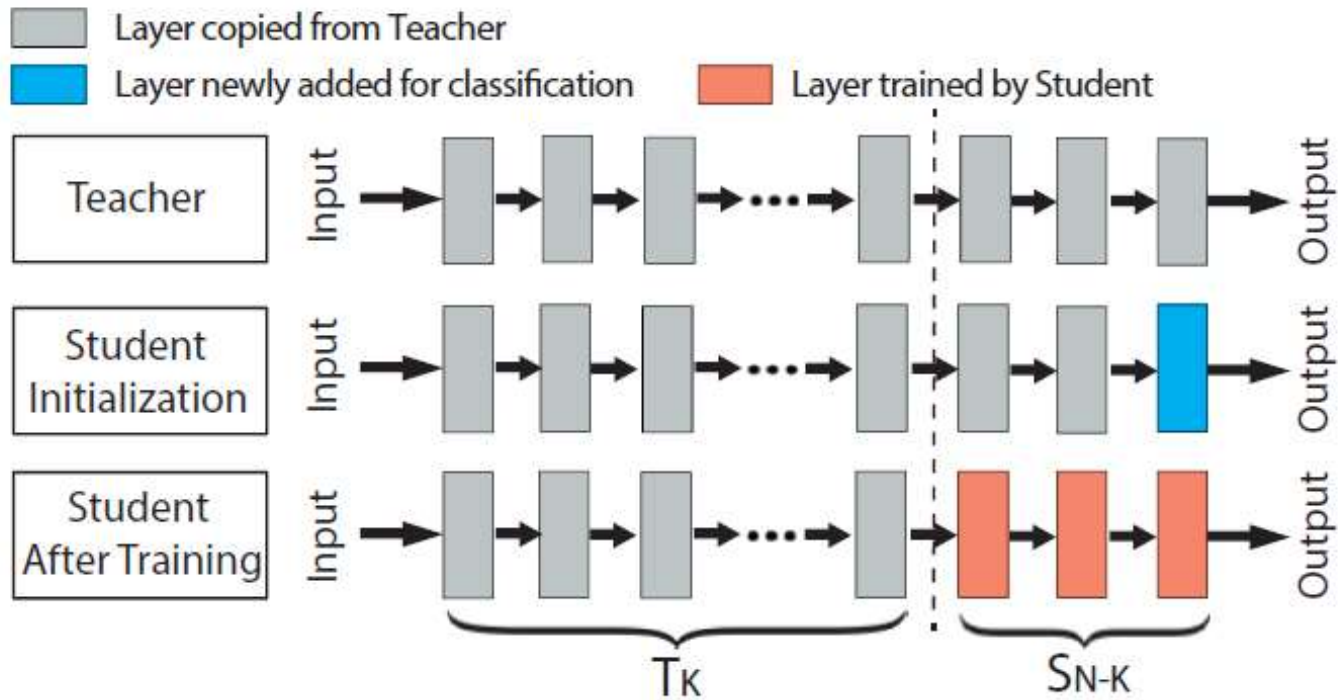 Layer copied from Teacher
Layer newly added for classification
Layer trained by Student
Teacher
Input
Output
Student
Initialization
Input
Output
Student
After Training
Input
Output
TK
SN-K